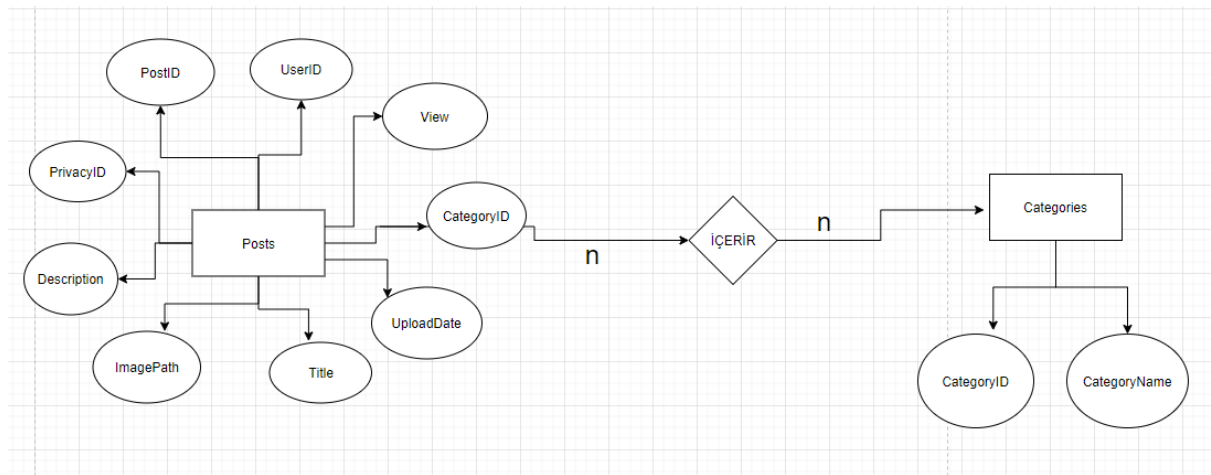 PostID
UserID
View
PrivacyID
CategoryID
Posts
Categories
n
İÇERİR
n
Description
UploadDate
ImagePath
Title
CategoryID
CategoryName